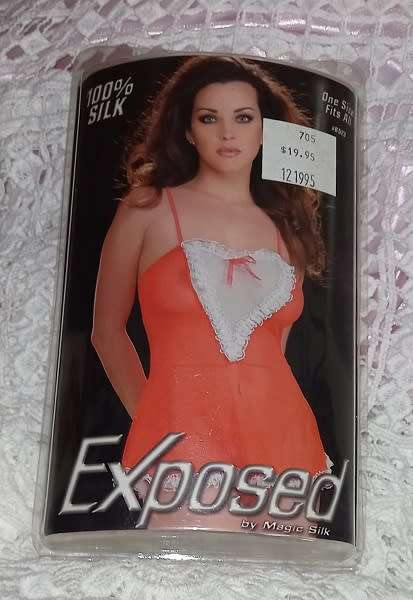 100%
SILK
One Size
Fits All
705
$19.95
121995
Exposed
by Magic Silk